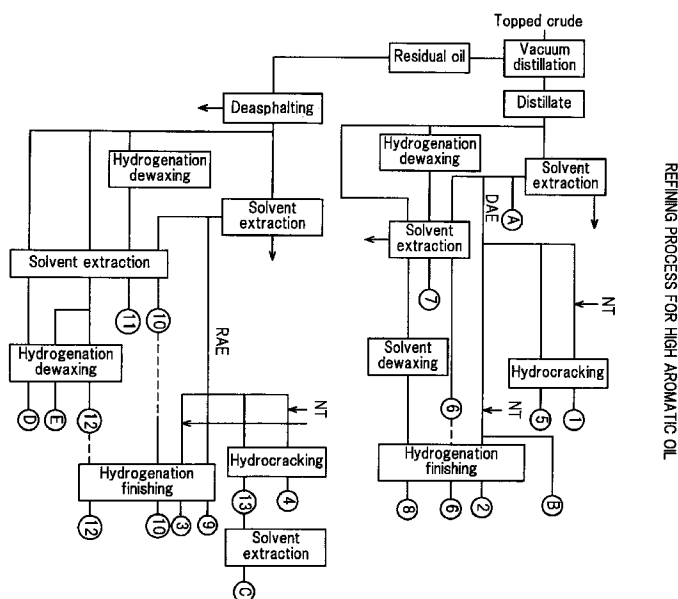 REFINING PROCESS FOR HIGH AROMATIC OIL
Topped crude
Vacuum
distillation
Residual oil
Distillate
Deasphalting
Hydrogenation
dewaxing
Solvent
extraction
DAE
A
Solvent
extraction
7
NT
Hydrocracking
5
1
Solvent dewaxing
6
NT
Hydrogenation
finishing
8
6
2
B
Hydrogenation
dewaxing
Solvent
extraction
Solvent extraction
11
10
RAE
Hydrogenation
dewaxing
D
E
12
NT
Hydrocracking
13
4
Hydrogenation
finishing
12
10
3
9
Solvent
extraction
C